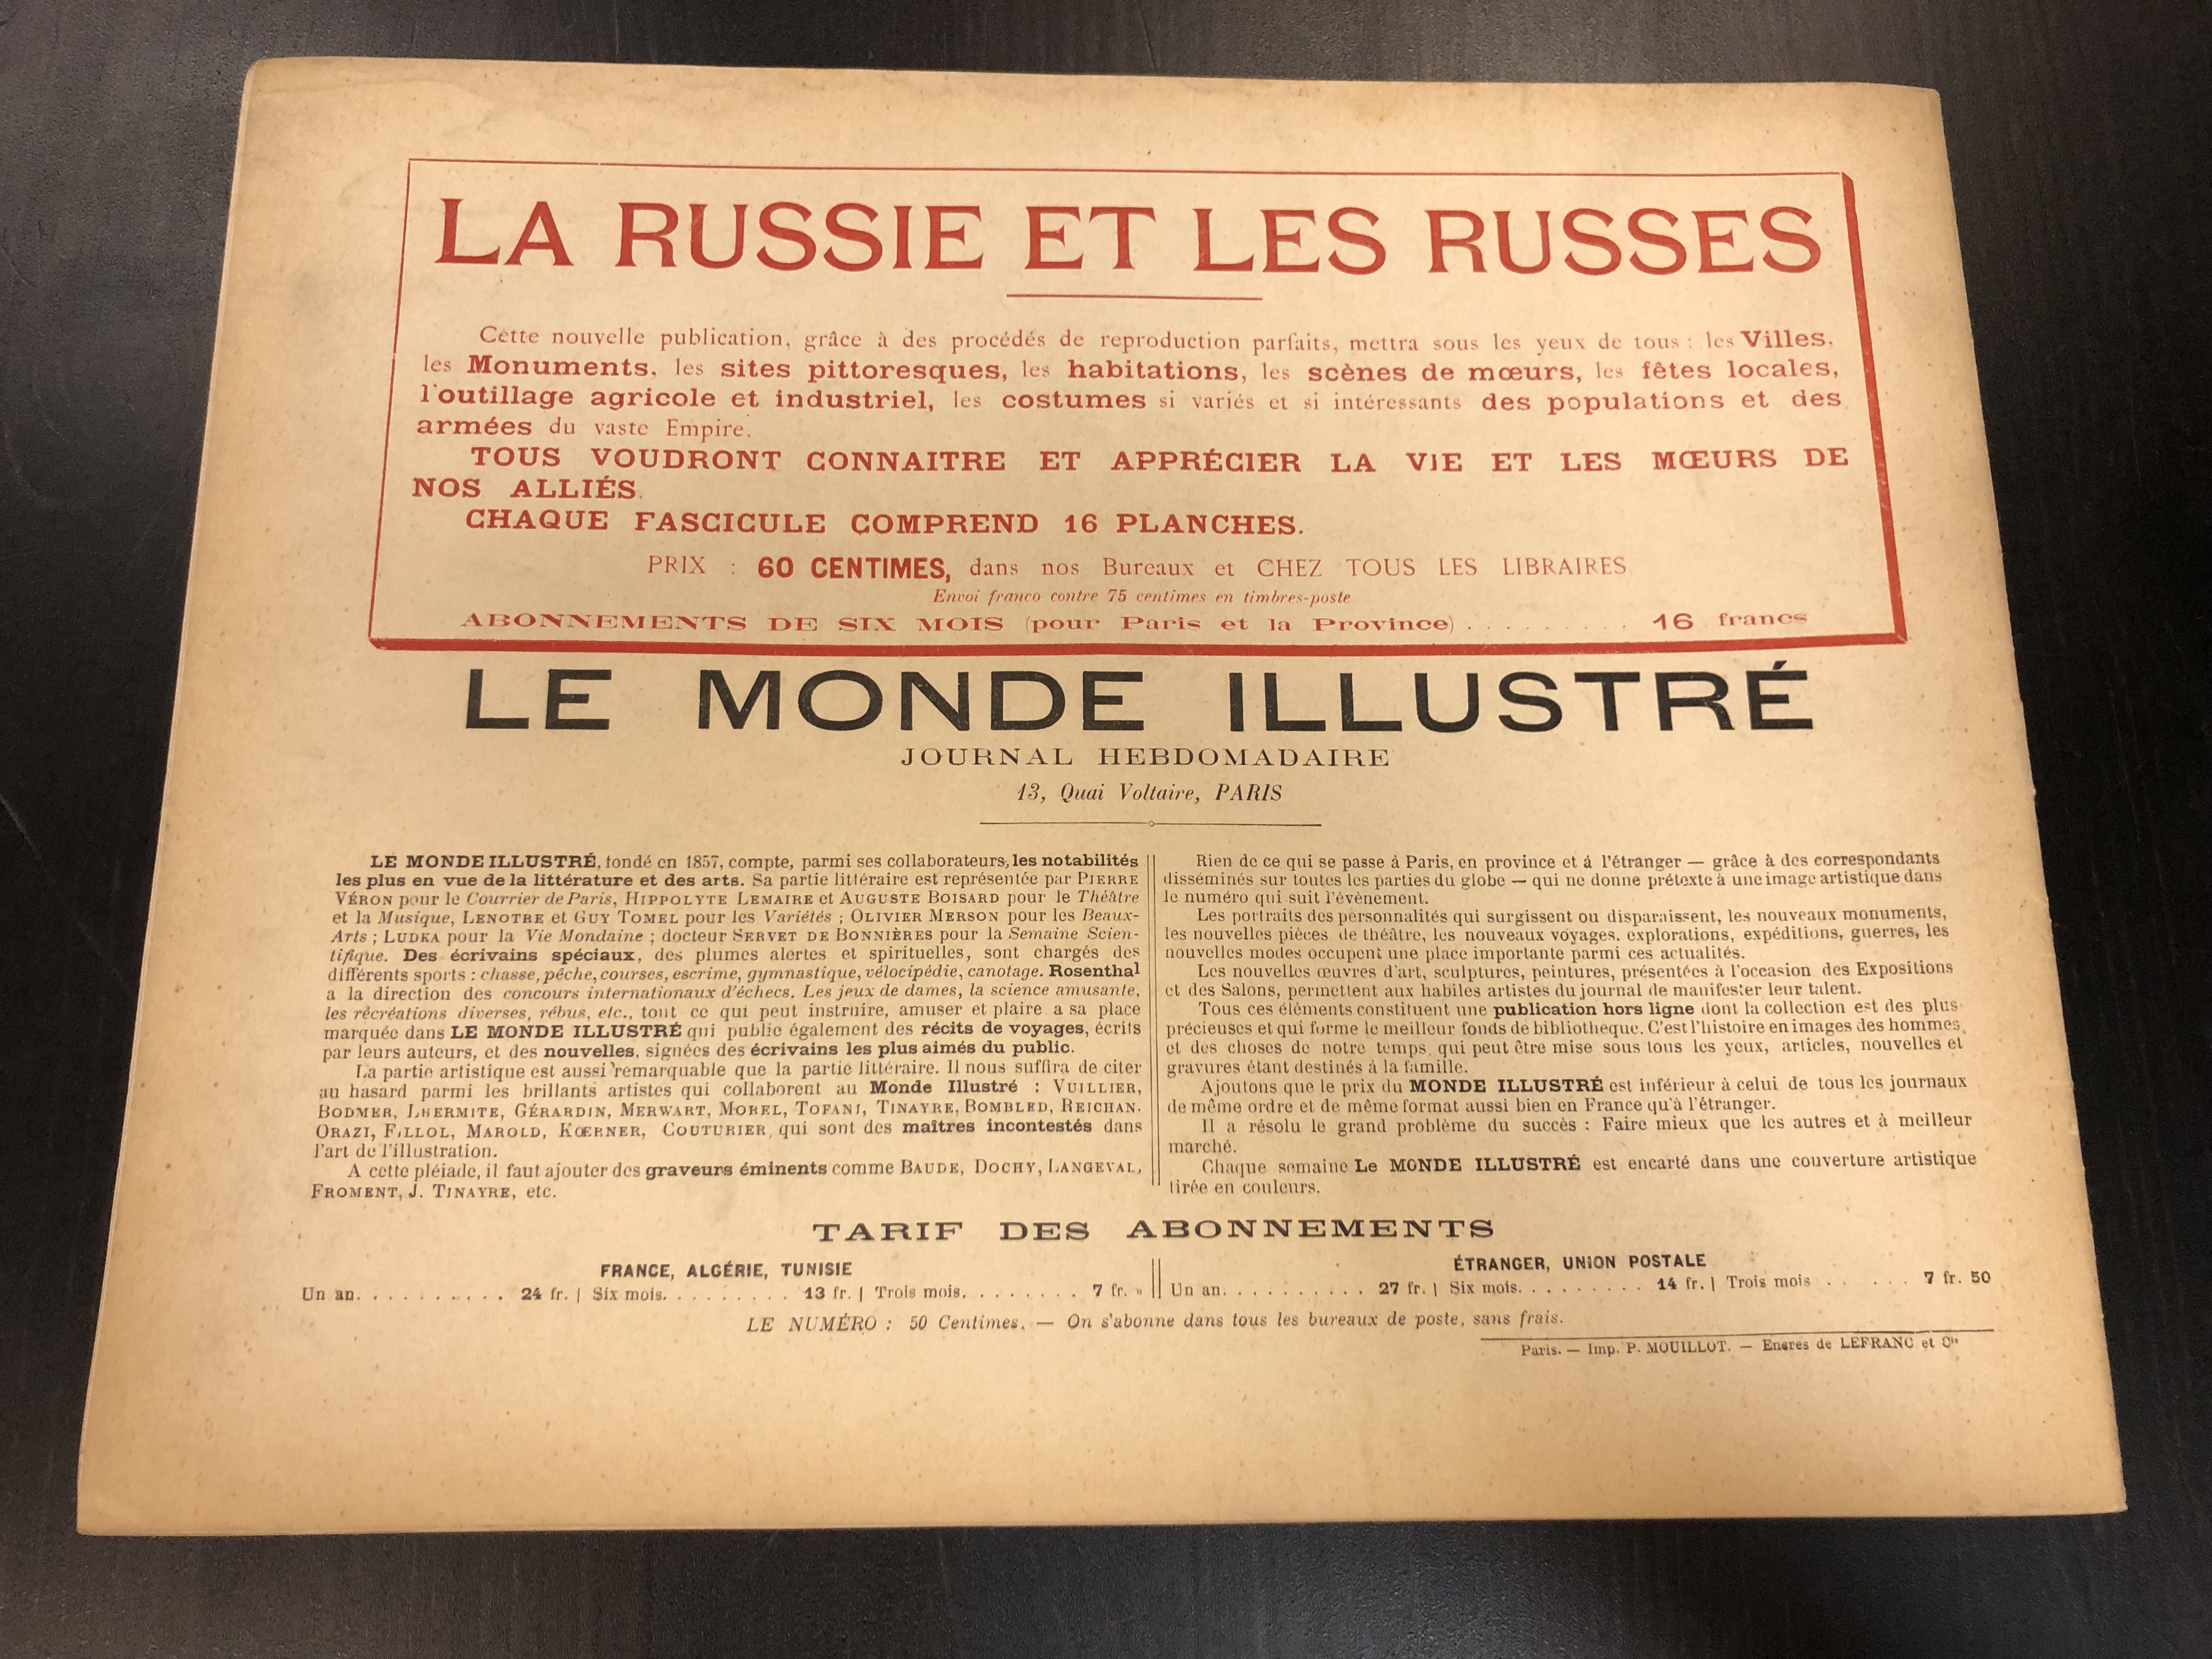 LA RUSSIE ET LES RUSSES
Cette nouvelle publication, grâce à des procédés de reproduction parfaits, mettra sous les yeux de tous : les Villes,
les Monuments, les sites pittoresques, les habitations, les scènes de mœurs, les fêtes locales,
l'outillage agricole et industriel, les costumes si variés et si intéressants des populations et des
armées du vaste Empire.
TOUS VOUDRONT CONNAITRE ET APPRÉCIER LA VIE ET LES MŒURS DE
NOS ALLIÉS.
CHAQUE FASCICULE COMPREND 16 PLANCHES.
PRIX : 60 CENTIMES, dans nos Bureaux et CHEZ TOUS LES LIBRAIRES
Envoi franco contre 75 centimes en timbres-poste
ABONNEMENTS DE SIX MOIS (pour Paris et la Province) . . . . . . . . . 16 francs
LE MONDE ILLUSTRÉ
JOURNAL HEBDOMADAIRE
13, Quai Voltaire, PARIS
LE MONDE ILLUSTRÉ, fondé en 1857, compte, parmi ses collaborateurs, les notabilités
les plus en vue de la littérature et des arts. Sa partie littéraire est représentée par PIERRE
VÉRON pour le Courrier de Paris, HIPPOLYTE LEMAIRE et AUGUSTE BOISARD pour le Théâtre
et la Musique, LENOTRE et GUY TOMEL pour les Variétés ; OLIVIER MERSON pour les Beaux-
Arts ; LUDKA pour la Vie Mondaine ; docteur SERVET DE BONNIÈRES pour la Semaine Scien-
tifique. Des écrivains spéciaux, des plumes alertes et spirituelles, sont chargés des
différents sports : chasse, pêche, courses, escrime, gymnastique, vélocipédie, canotage. Rosenthal
a la direction des concours internationaux d'échecs. Les jeux de dames, la science amusante,
les récréations diverses, rébus, etc., tout ce qui peut instruire, amuser et plaire a sa place
marquée dans LE MONDE ILLUSTRÉ qui publie également des récits de voyages, écrits
par leurs auteurs, et des nouvelles, signées des écrivains les plus aimés du public.
La partie artistique est aussi remarquable que la partie littéraire. Il nous suffira de citer
au hasard parmi les brillants artistes qui collaborent au Monde Illustré : VUILLIER,
BODMER, LHERMITE, GÉRARDIN, MERWART, MOREL, TOFANI, TINAYRE, BOMBLED, REICHAN.
ORAZI, FILLOL, MAROLD, KŒRNER, COUTURIER, qui sont des maîtres incontestés dans
l'art de l'illustration.
A cette pléiade, il faut ajouter des graveurs éminents comme BAUDE, DOCHY, LANGEVAL,
FROMENT, J. TINAYRE, etc.
Rien de ce qui se passe à Paris, en province et à l'étranger — grâce à des correspondants
disséminés sur toutes les parties du globe — qui ne donne prétexte à une image artistique dans
le numéro qui suit l'évènement.
Les portraits des personnalités qui surgissent ou disparaissent, les nouveaux monuments,
les nouvelles pièces de théâtre, les nouveaux voyages. explorations, expéditions, guerres, les
nouvelles modes occupent une place importante parmi ces actualités.
Les nouvelles œuvres d'art, sculptures, peintures, présentées à l'occasion des Expositions
et des Salons, permettent aux habiles artistes du journal de manifester leur talent.
Tous ces éléments constituent une publication hors ligne dont la collection est des plus
précieuses et qui forme le meilleur fonds de bibliothèque. C'est l'histoire en images des hommes
et des choses de notre temps, qui peut être mise sous tous les yeux, articles, nouvelles et
gravures étant destinés à la famille.
Ajoutons que le prix du MONDE ILLUSTRÉ est inférieur à celui de tous les journaux
de même ordre et de même format aussi bien en France qu'à l'étranger.
Il a résolu le grand problème du succès : Faire mieux que les autres et à meilleur
marché.
Chaque semaine Le MONDE ILLUSTRÉ est encarté dans une couverture artistique
tirée en couleurs.
TARIF DES ABONNEMENTS
FRANCE, ALGÉRIE, TUNISIE
Un an. . . . . . . . . . 24 fr. | Six mois. . . . . . . . . 13 fr. | Trois mois. . . . . . . . 7 fr. »
ÉTRANGER, UNION POSTALE
Un an. . . . . . . . . . 27 fr. | Six mois. . . . . . . . . 14 fr. | Trois mois . . . . . . 7 fr. 50
LE NUMÉRO : 50 Centimes. — On s'abonne dans tous les bureaux de poste, sans frais.
Paris. — Imp. P. MOUILLOT. — Encres de LEFRANC et Cie